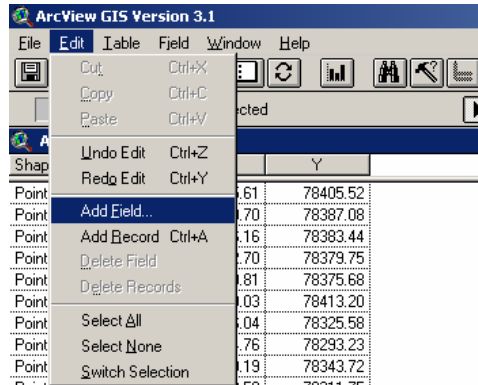 ArcView GIS Version 3.1
File Edit Table Field Window Help
Cut Ctrl+X
Copy Ctrl+C
Paste Ctrl+V
Undo Edit Ctrl+Z
Redo Edit Ctrl+Y
Add Field...
Add Record Ctrl+A
Delete Field
Delete Records
Select All
Select None
Switch Selection
ected
A
Shap Y
Point .61 78405.52
Point .70 78387.08
Point .16 78383.44
Point .70 78379.75
Point .81 78375.68
Point .03 78413.20
Point .04 78325.58
Point .76 78293.23
Point .19 78343.72